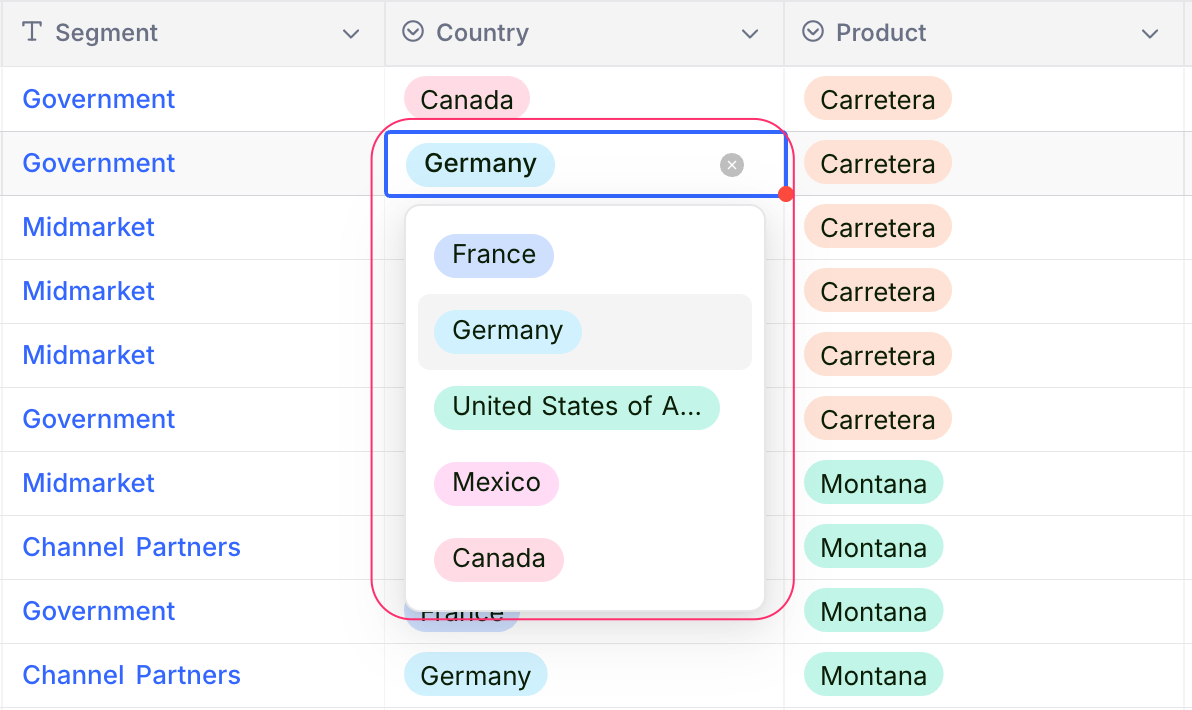 Segment Country Product
Government Canada Carretera
Government Germany Carretera
Midmarket Carretera
France
Midmarket Carretera
Germany
Midmarket Carretera
United States of A...
Government Carretera
Midmarket Mexico Montana
Channel Partners Canada Montana
Government France Montana
Channel Partners Germany Montana